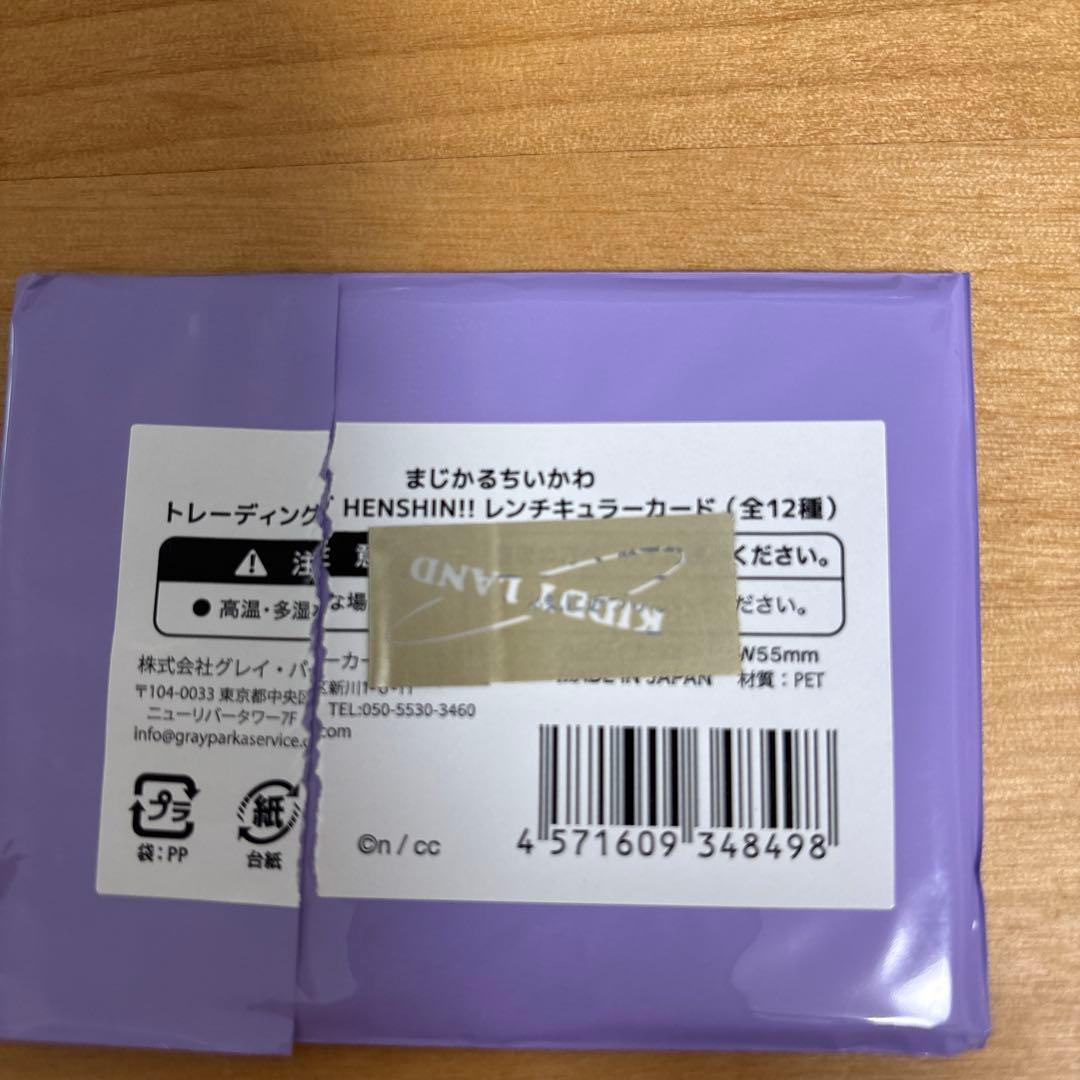 まじかるちいかわ
トレーディング HENSHIN!! レンチキュラーカード（全12種）
注意 ください。
●高温・多湿な場 ださい。
KIDDY LAND
株式会社グレイ・パーカー W55mm
〒104-0033 東京都中央区新川1- MADE IN JAPAN 材質：PET
ニューリバータワー7F TEL:050-5530-3460
info@grayparkaservice.com
プラ
袋：PP
紙
台紙
©n / cc
4 571609 348498